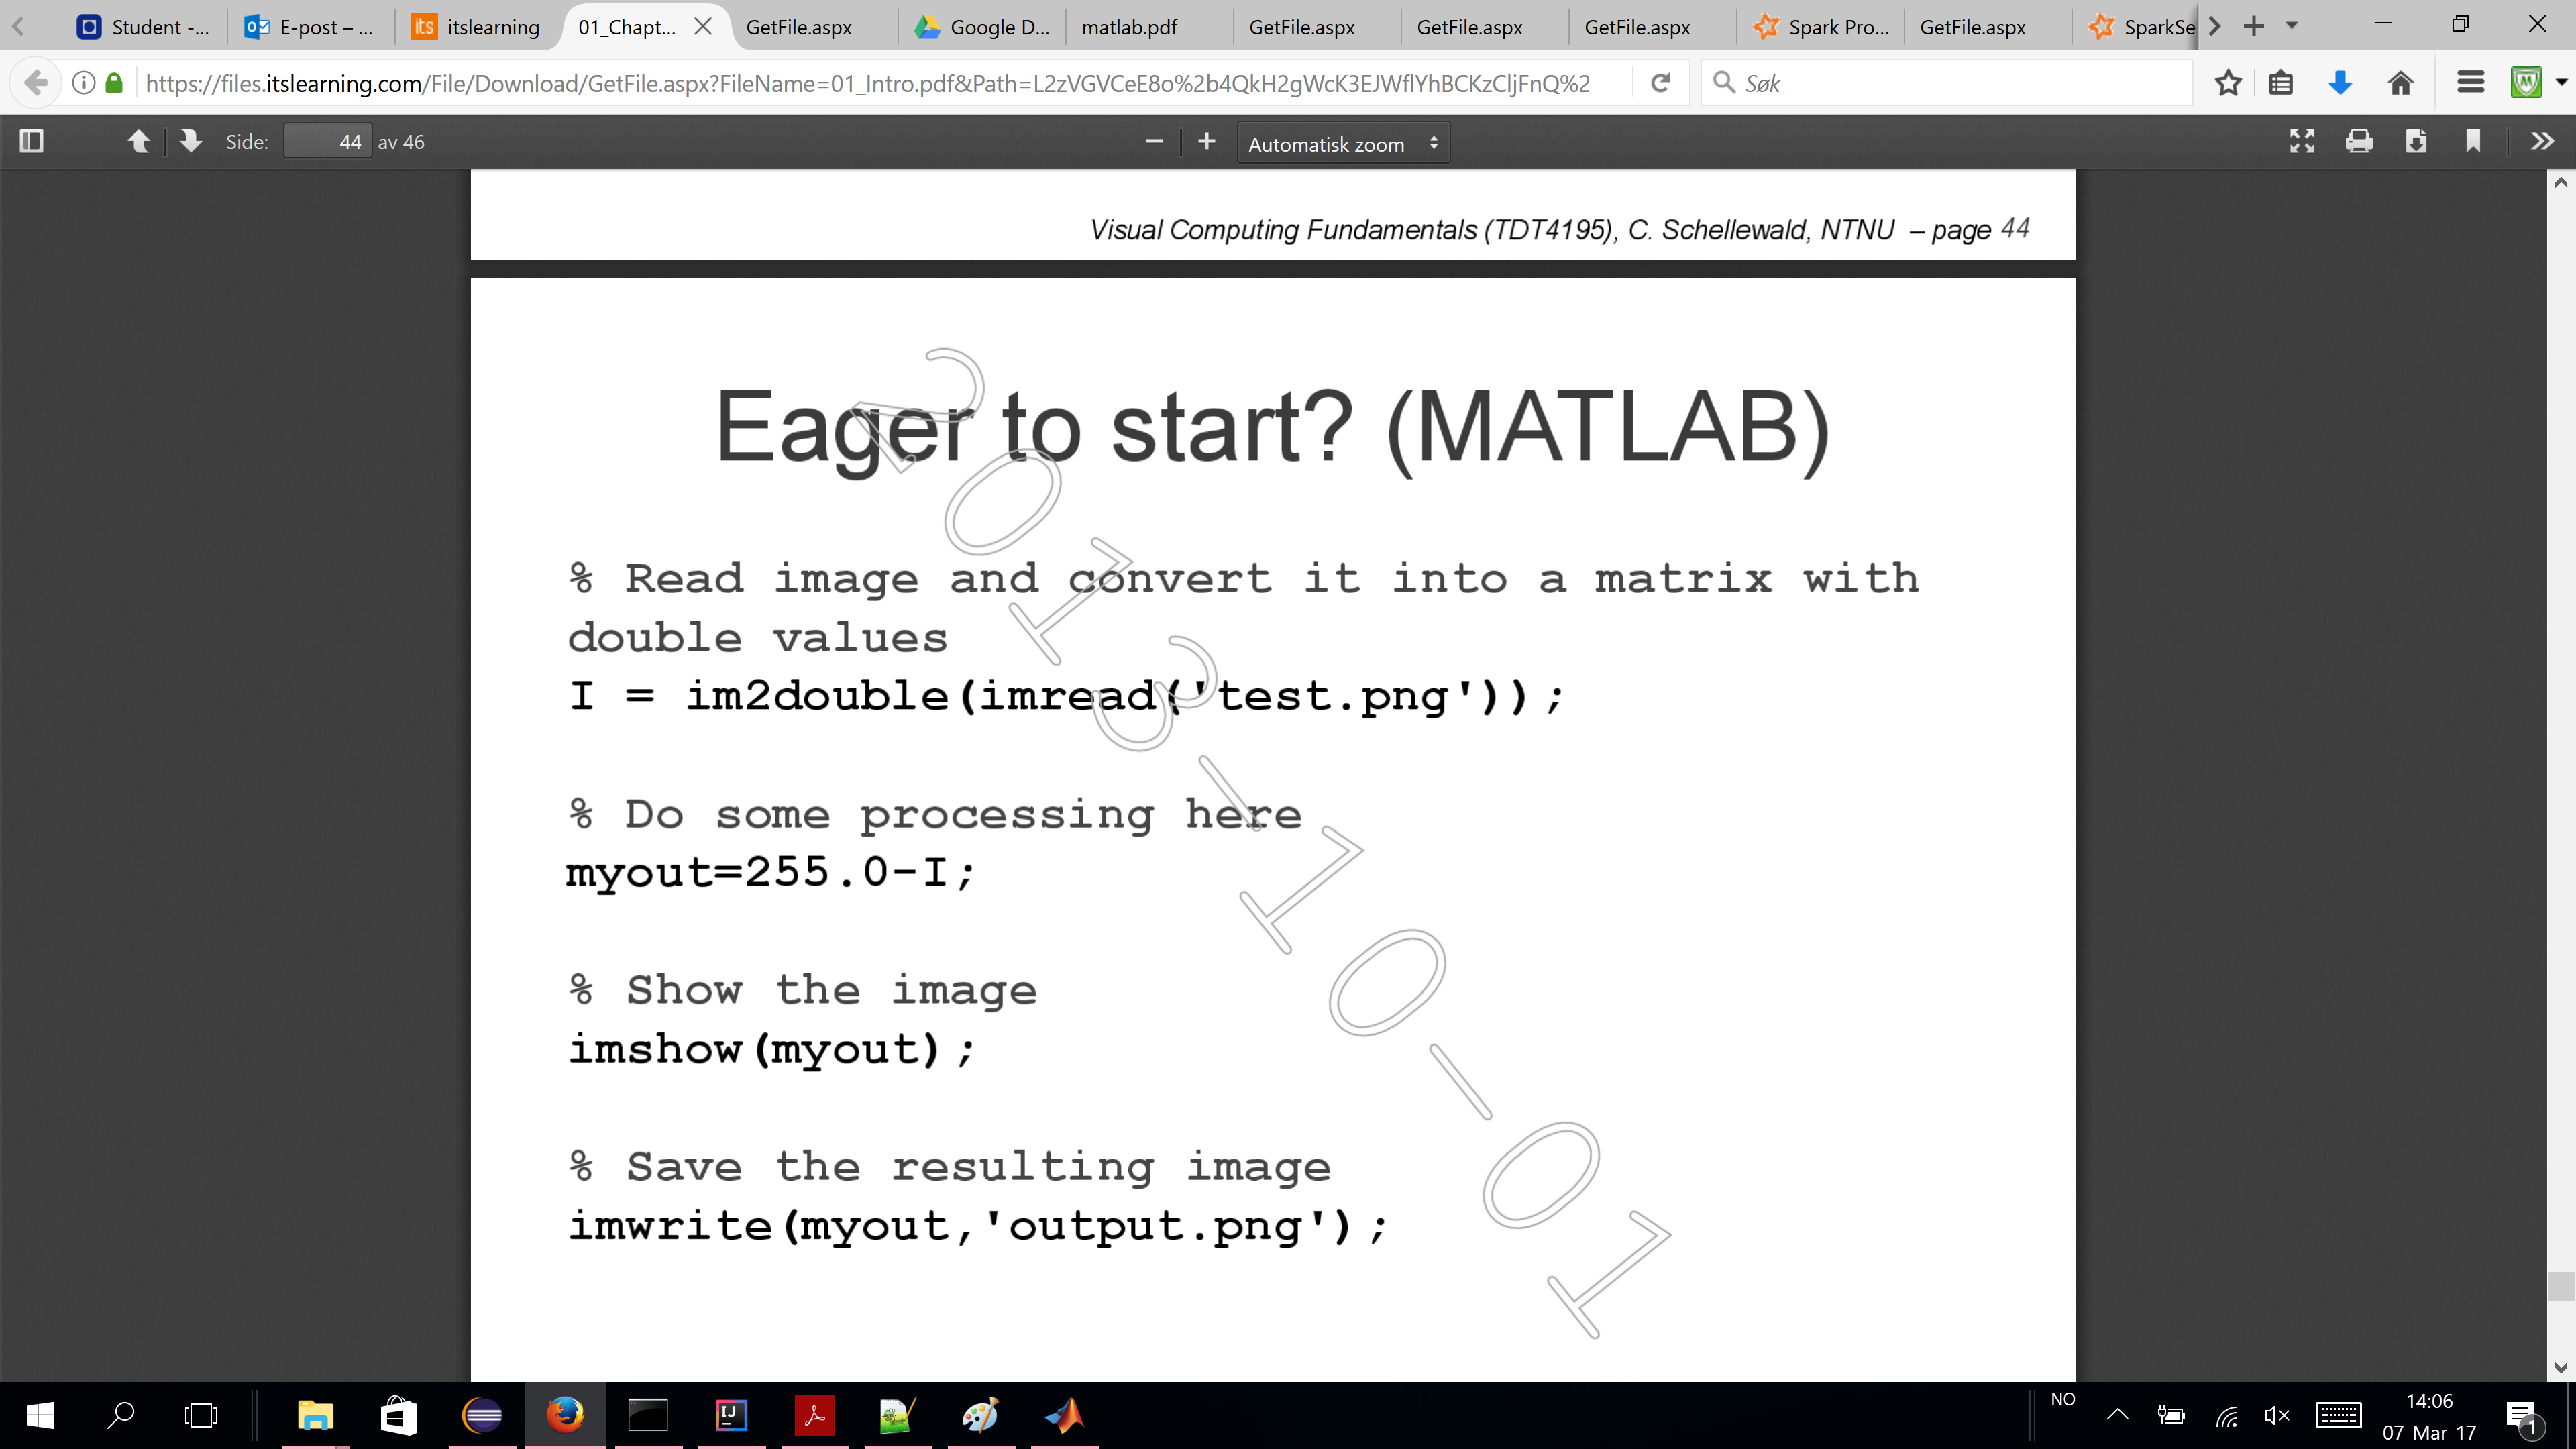 Student -...
E-post – ...
itslearning
01_Chapt...
GetFile.aspx
Google D...
matlab.pdf
GetFile.aspx
GetFile.aspx
GetFile.aspx
Spark Pro...
GetFile.aspx
SparkSe
https://files.itslearning.com/File/Download/GetFile.aspx?FileName=01_Intro.pdf&Path=L2zVGVCeE8o%2b4QkH2gWcK3EJWflYhBCKzCljFnQ%2
Søk
Side: 44 av 46
Automatisk zoom
Visual Computing Fundamentals (TDT4195), C. Schellewald, NTNU – page 44
Eager to start? (MATLAB)
% Read image and convert it into a matrix with
double values
I = im2double(imread('test.png'));
% Do some processing here
myout=255.0-I;
% Show the image
imshow(myout);
% Save the resulting image
imwrite(myout,'output.png');
2013-10-01
NO
14:06
07-Mar-17
1